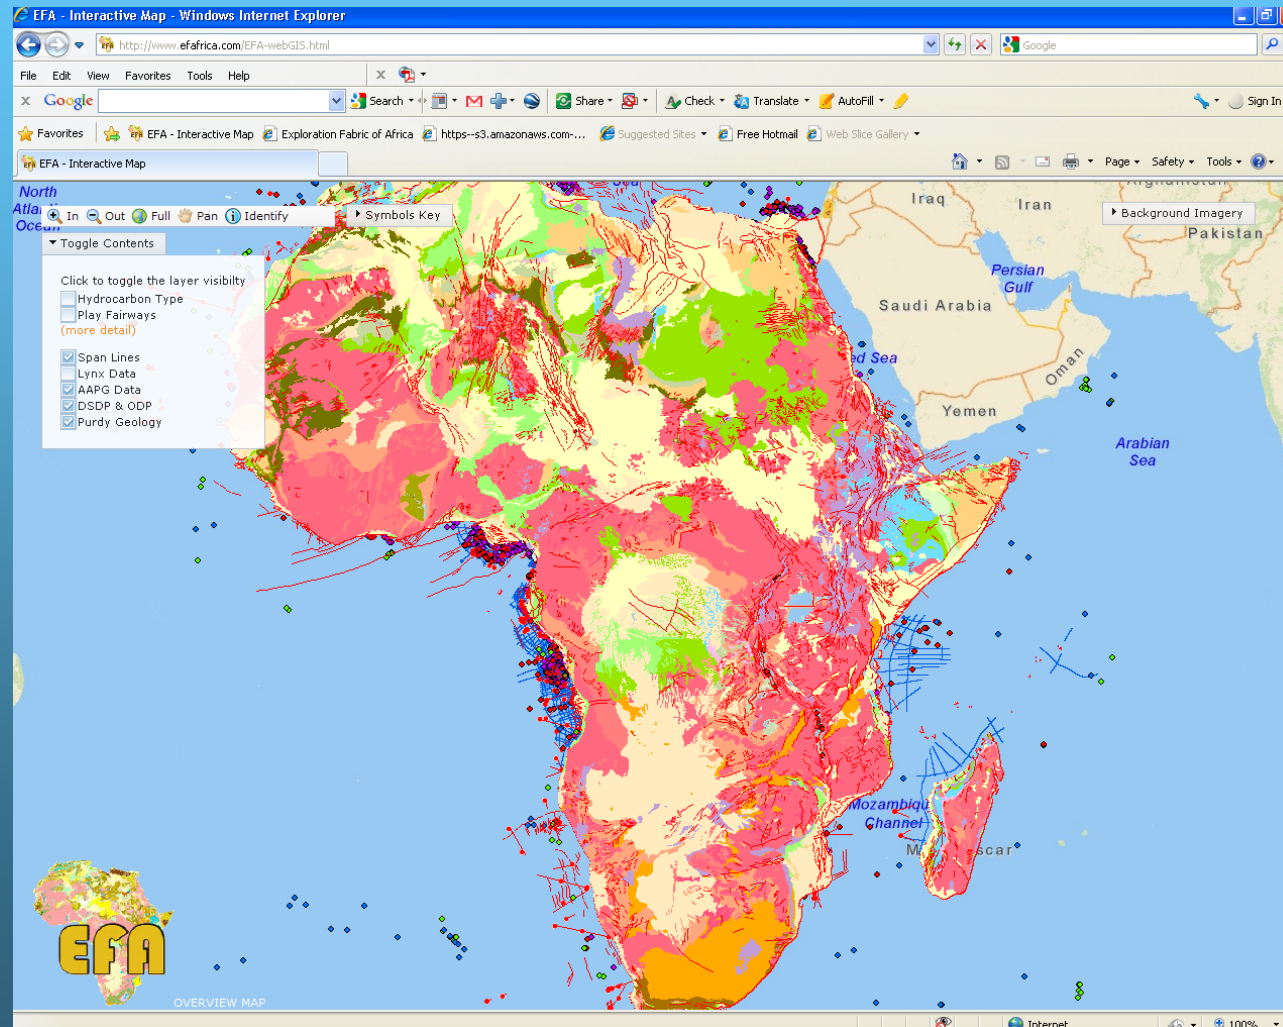 EFA - Interactive Map - Windows Internet Explorer
http://www.efafrica.com/EFA-webGIS.html
Google
File Edit View Favorites Tools Help
x
x Google Search Share Check Translate AutoFill Sign In
Favorites EFA - Interactive Map Exploration Fabric of Africa https--s3.amazonaws.com-... Suggested Sites Free Hotmail Web Slice Gallery
EFA - Interactive Map
Page Safety Tools
North
Ocean
In Out Full Pan Identify
Symbols Key
Toggle Contents
Click to toggle the layer visibilty
Hydrocarbon Type
Play Fairways
(more detail)
Span Lines
Lynx Data
AAPG Data
DSDP & ODP
Purdy Geology
Background Imagery
Iraq
Iran
Pakistan
Persian
Gulf
Saudi Arabia
ed Sea
Oman
Yemen
Arabian
Sea
Mozambiqu
Channel
scar
EFA
OVERVIEW MAP
Internet
100%